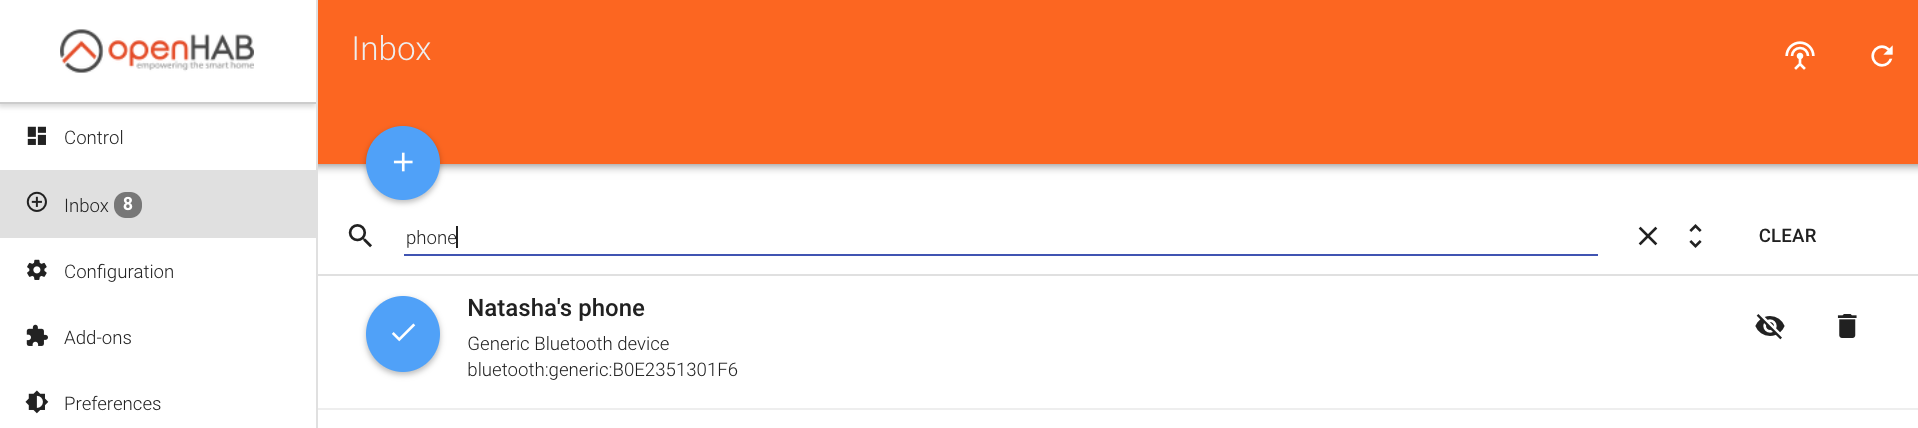 openHAB
empowering the smart home
Control
Inbox 8
Configuration
Add-ons
Preferences
Inbox
phone
CLEAR
Natasha's phone
Generic Bluetooth device
bluetooth:generic:B0E2351301F6